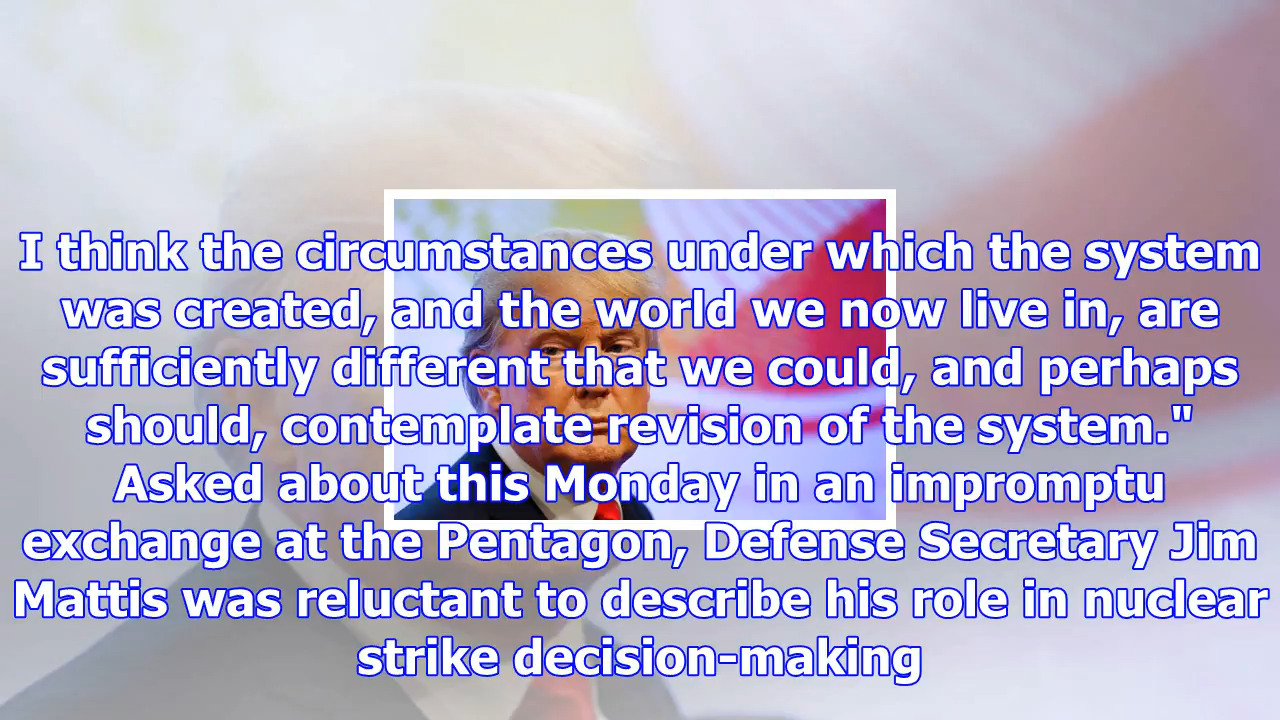 I think the circumstances under which the system
was created, and the world we now live in, are
sufficiently different that we could, and perhaps
should, contemplate revision of the system."
Asked about this Monday in an impromptu
exchange at the Pentagon, Defense Secretary Jim
Mattis was reluctant to describe his role in nuclear
strike decision-making